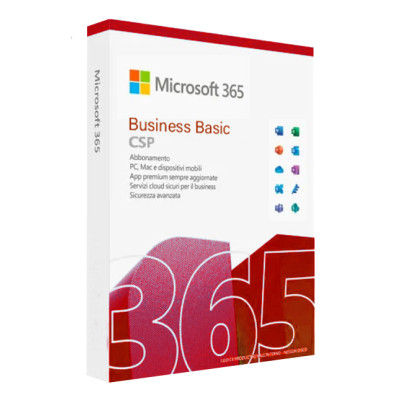 Microsoft 365
Microsoft 365
Business Basic
CSP
Abbonamento
PC, Mac e dispositivi mobili
App premium sempre aggiornate
Servizi cloud sicuri per il business
Sicurezza avanzata
365